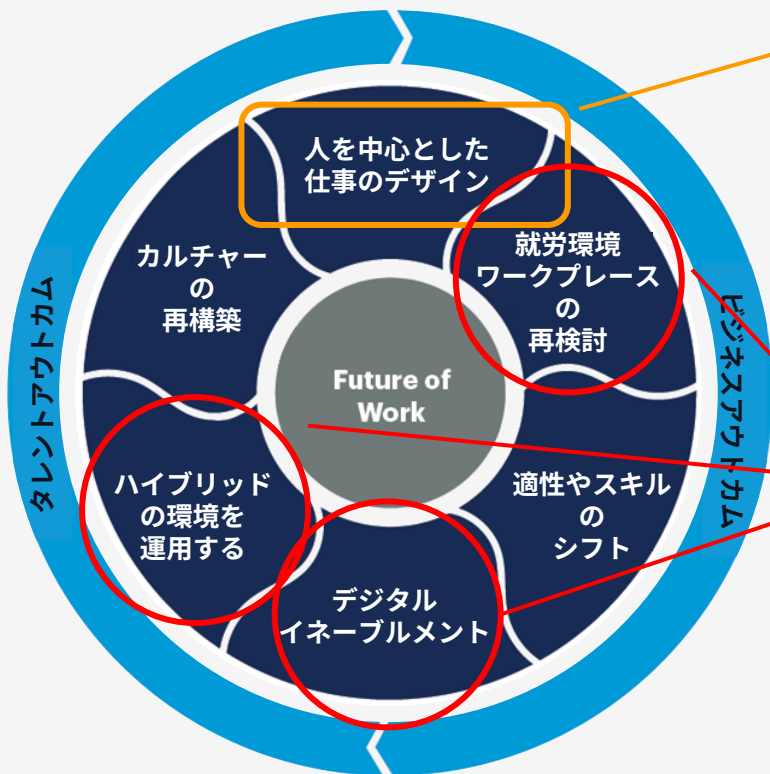 人を中心とした
仕事のデザイン
就労環境
ワークプレース
の
再検討
適性やスキル
の
シフト
デジタル
イネーブルメント
ハイブリッド
の環境を
運用する
カルチャー
の
再構築
Future of
Work
タレントアウトカム
ビジネスアウトカム